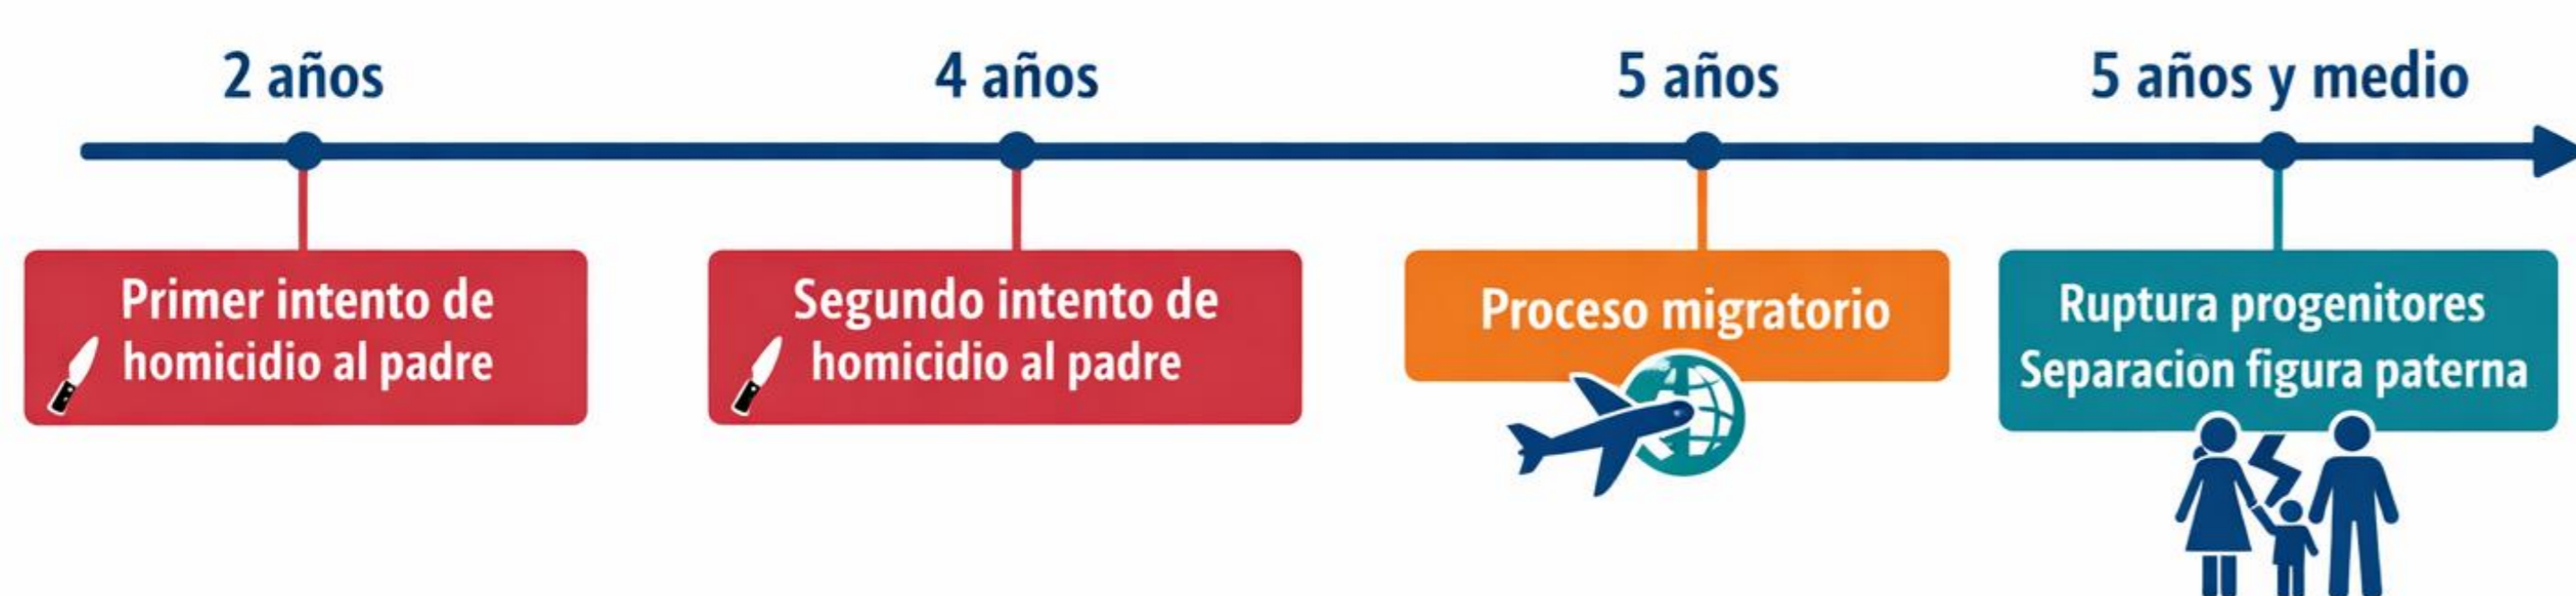 2 años
4 años
5 años
5 años y medio
Primer intento de
homicidio al padre
Segundo intento de
homicidio al padre
Proceso migratorio
Ruptura progenitores
Separación figura paterna